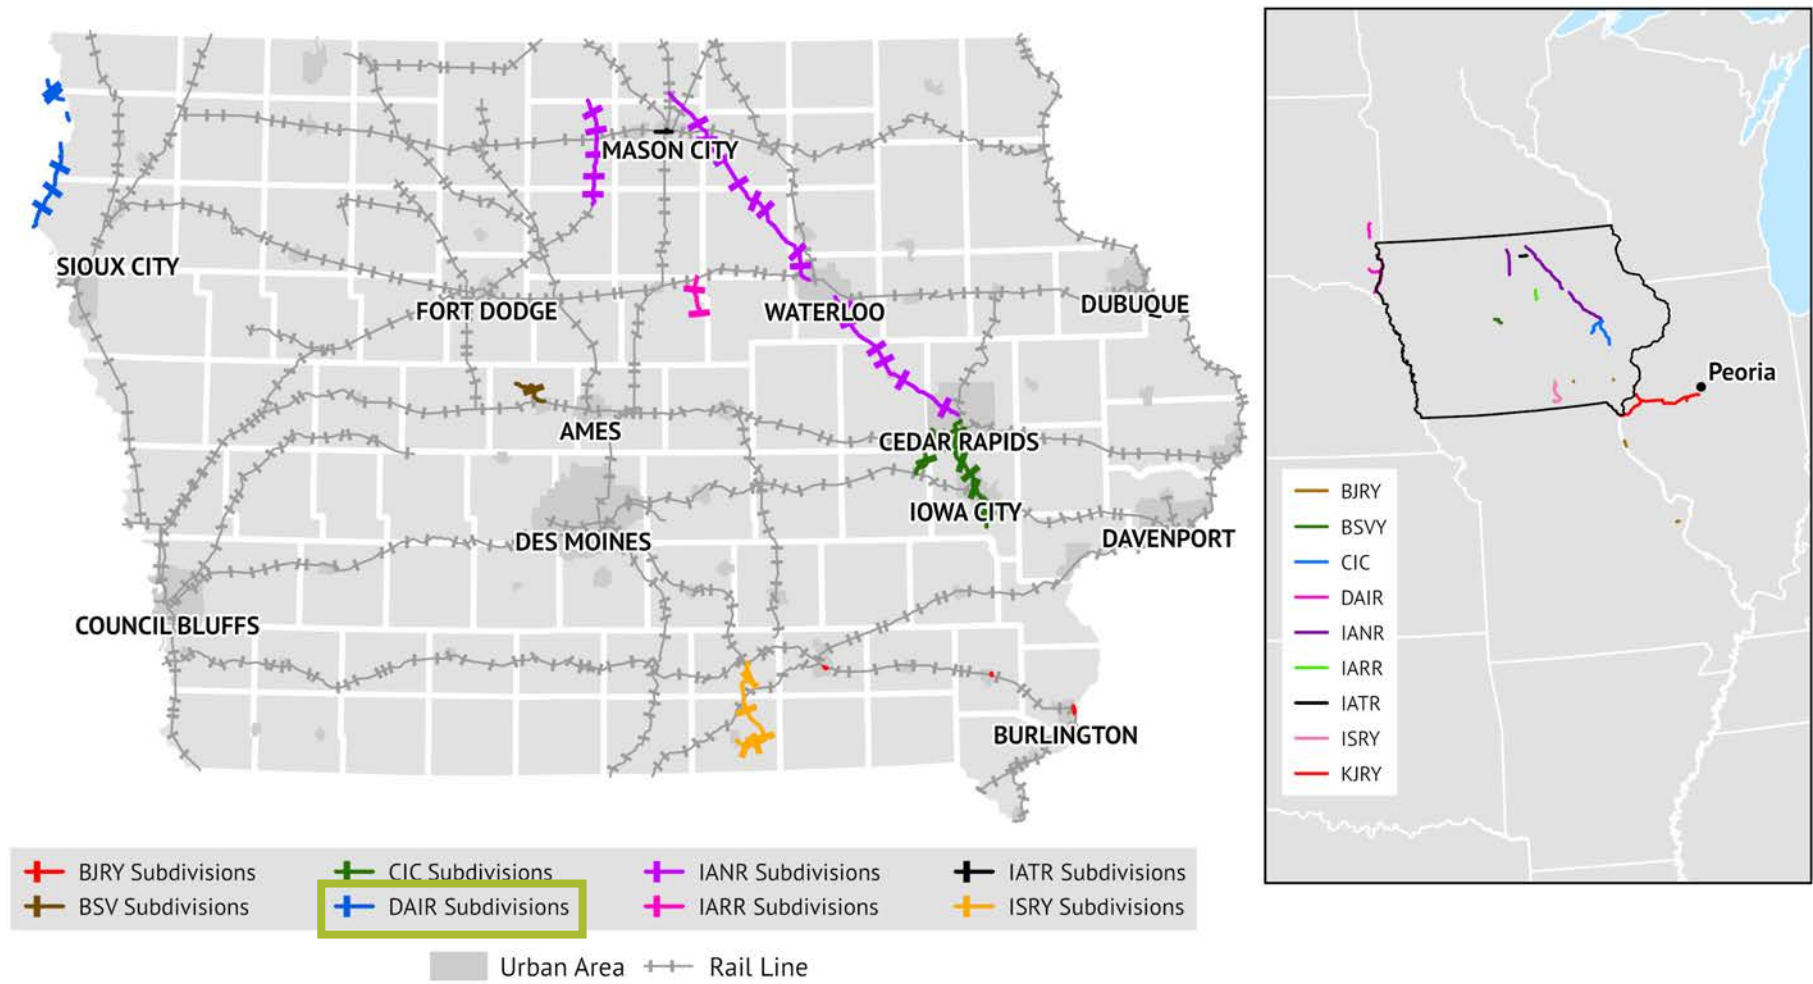 MASON CITY
SIOUX CITY
FORT DODGE
WATERLOO
DUBUQUE
AMES
CEDAR RAPIDS
IOWA CITY
DES MOINES
DAVENPORT
COUNCIL BLUFFS
BURLINGTON
BJRY Subdivisions
CIC Subdivisions
IANR Subdivisions
IATR Subdivisions
BSV Subdivisions
DAIR Subdivisions
IARR Subdivisions
ISRY Subdivisions
Urban Area
Rail Line
Peoria
BJRY
BSVY
CIC
DAIR
IANR
IARR
IATR
ISRY
KJRY